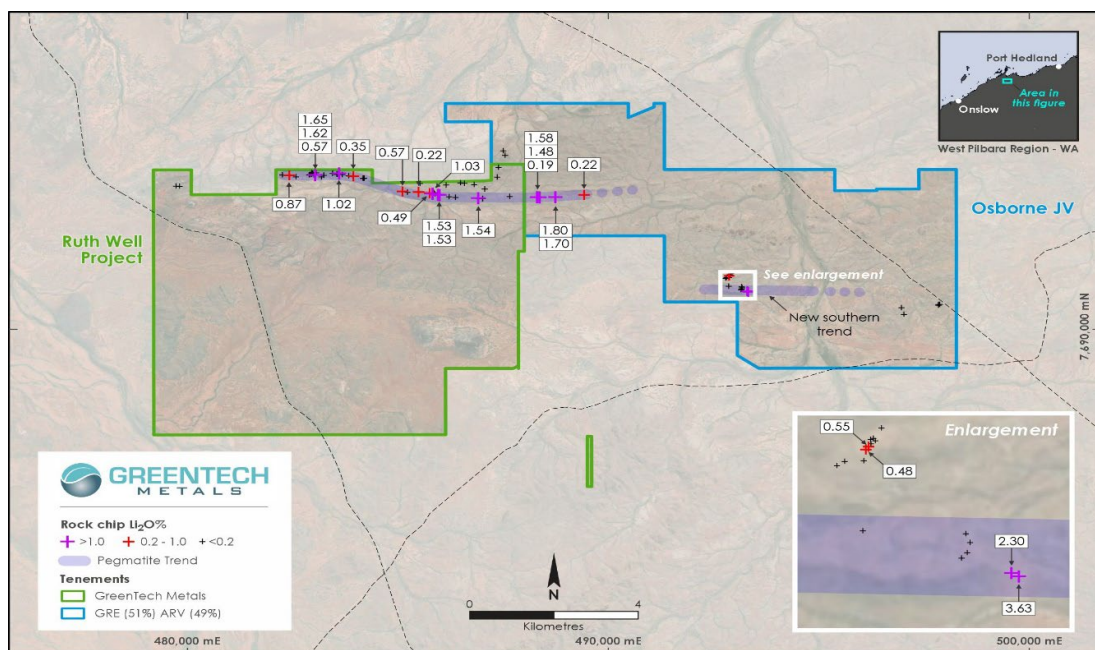 Port Hedland
Onslow
Area in
this figure
West Pilbara Region - WA
1.65
1.62
0.57
0.35
0.57
0.22
1.03
1.58
1.48
0.19
0.22
0.87
1.02
0.49
1.53
1.53
1.54
1.80
1.70
Ruth Well
Project
Osborne JV
See enlargement
New southern
trend
7,690,000 mN
Enlargement
0.55
0.48
2.30
3.63
GREENTECH
METALS
Rock chip Li₂O%
>1.0
0.2 - 1.0
<0.2
Pegmatite Trend
Tenements
GreenTech Metals
GRE (51%) ARV (49%)
N
0
4
Kilometres
480,000 mE
490,000 mE
500,000 mE